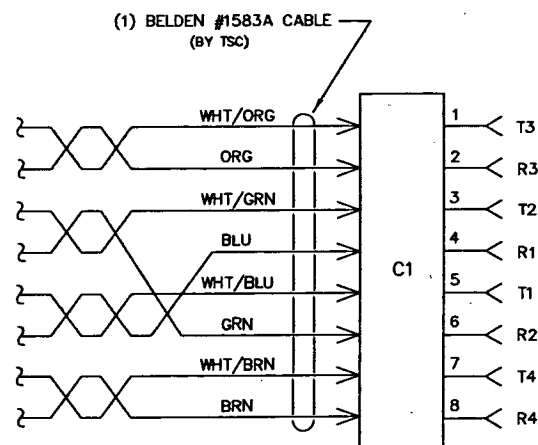 (1) BELDEN #1583A CABLE
(BY TSC)
WHT/ORG 1 T3
ORG 2 R3
WHT/GRN 3 T2
BLU 4 R1
C1
WHT/BLU 5 T1
GRN 6 R2
WHT/BRN 7 T4
BRN 8 R4